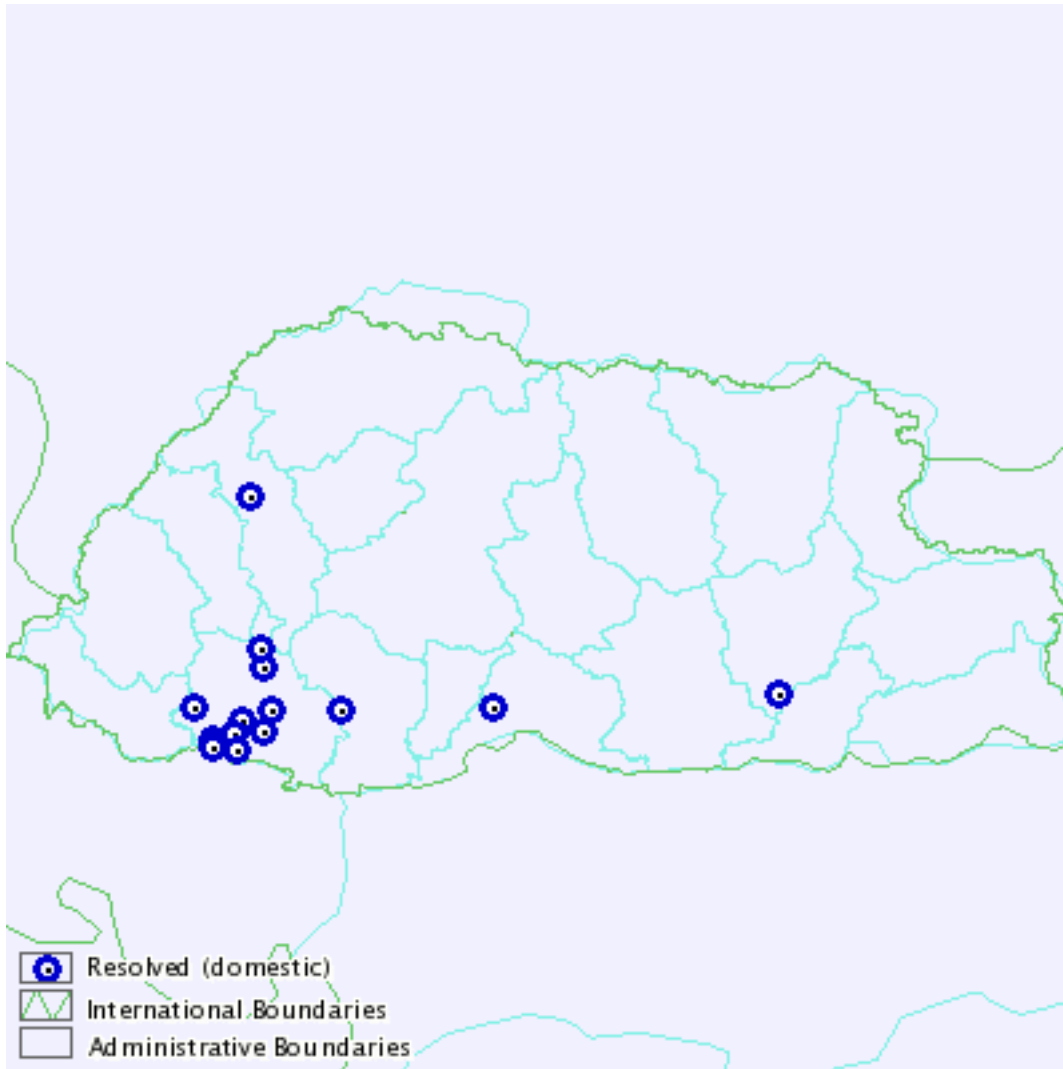 Resolved (domestic)
International Boundaries
Administrative Boundaries